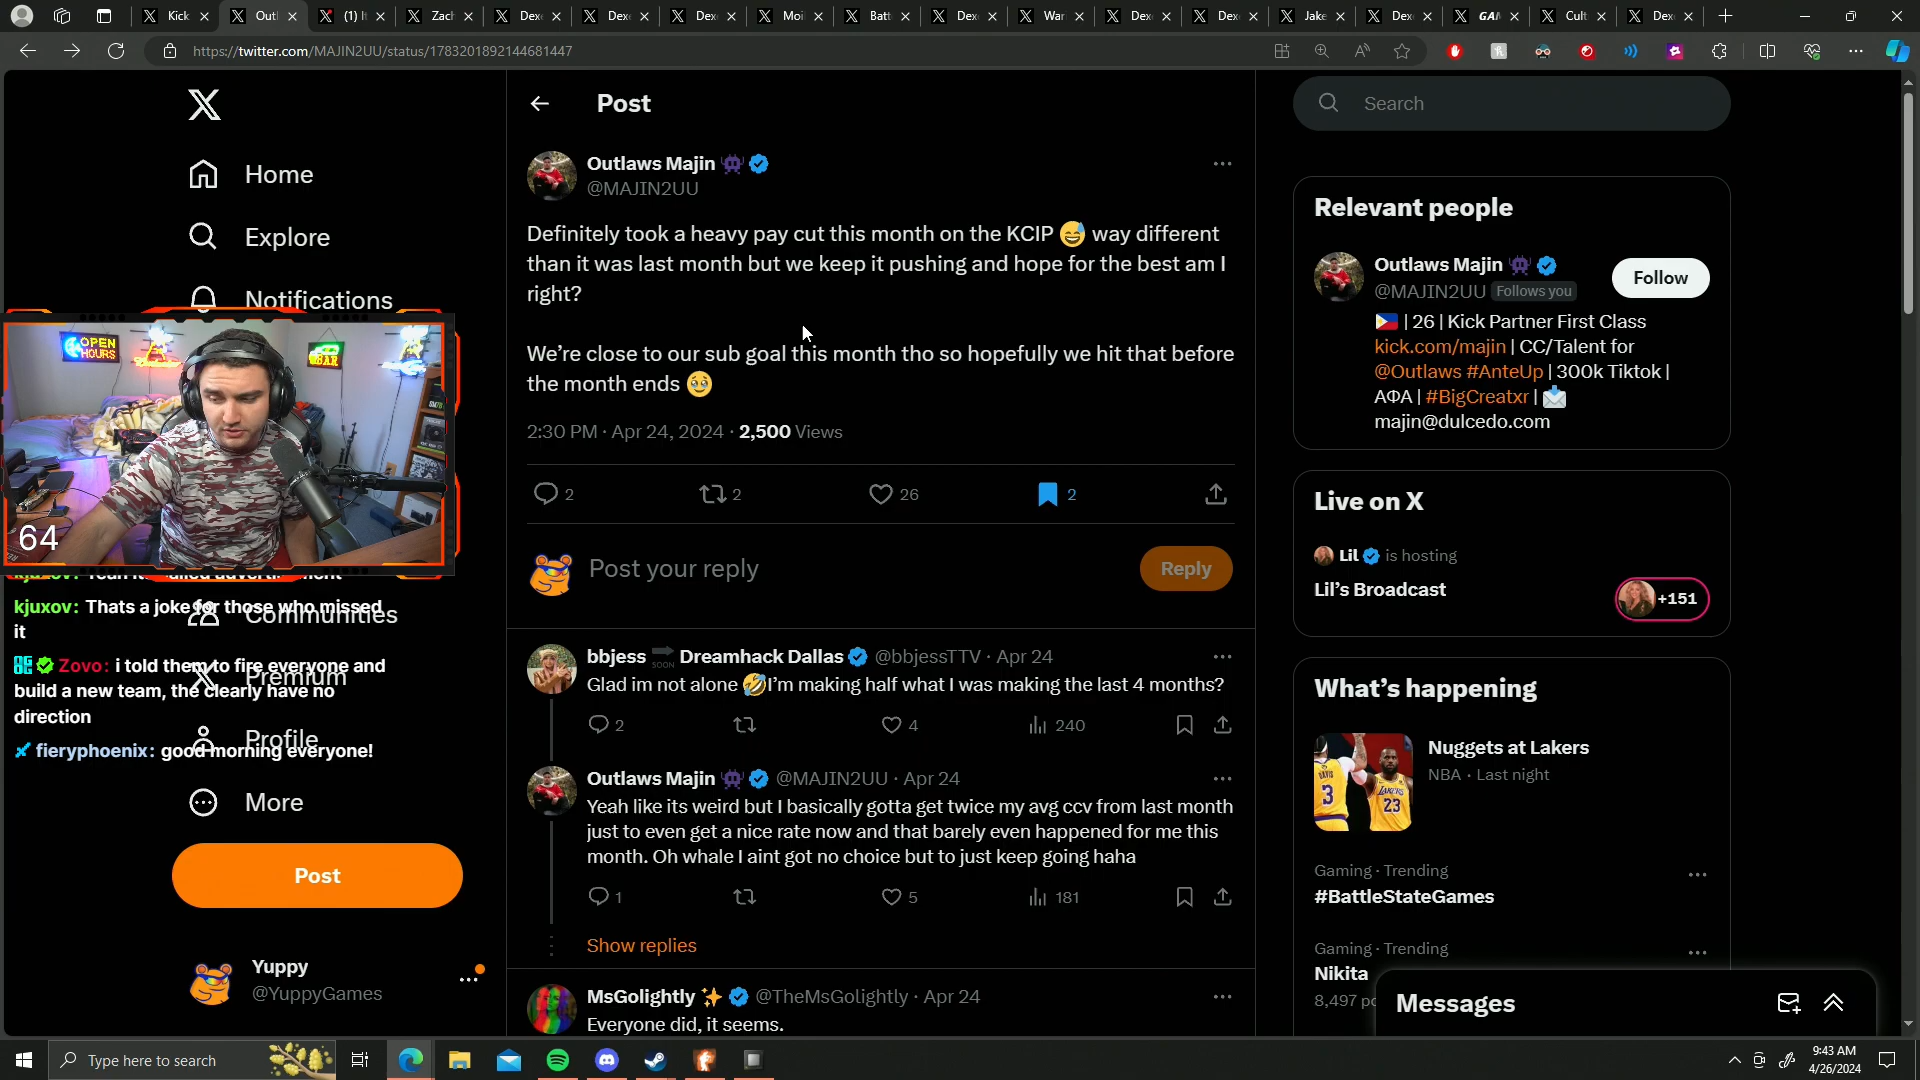 Kick
Outl
(1) It
Zach
Dexe
Dexe
Dexe
Moi
Batt
Dexe
War
Dexe
Dexe
Jake
Dexe
GAM
Cult
Dexe
https://twitter.com/MAJIN2UU/status/1783201892144681447
Home
Explore
Notifications
Communities
Premium
Profile
More
Post
Yuppy
@YuppyGames
OPEN
HOURS
BAR
64
kjuxov: Thats a joke for those who missed
it
Zovo: i told them to fire everyone and
build a new team, the clearly have no
direction
fieryphoenix: good morning everyone!
Post
Outlaws Majin
@MAJIN2UU
Definitely took a heavy pay cut this month on the KCIP 😅 way different
than it was last month but we keep it pushing and hope for the best am I
right?
We're close to our sub goal this month tho so hopefully we hit that before
the month ends 🥹
2:30 PM · Apr 24, 2024 · 2,500 Views
2 2 26 2
Post your reply
Reply
bbjess SOON Dreamhack Dallas @bbjessTTV · Apr 24
Glad im not alone 🤣I'm making half what I was making the last 4 months?
2 4 240
Outlaws Majin @MAJIN2UU · Apr 24
Yeah like its weird but I basically gotta get twice my avg ccv from last month
just to even get a nice rate now and that barely even happened for me this
month. Oh whale I aint got no choice but to just keep going haha
1 5 181
Show replies
MsGolightly ✨ @TheMsGolightly · Apr 24
Everyone did, it seems.
Search
Relevant people
Outlaws Majin
@MAJIN2UU Follows you
Follow
🇵🇭 | 26 | Kick Partner First Class
kick.com/majin | CC/Talent for
@Outlaws #AnteUp | 300k Tiktok |
ΑΦΑ | #BigCreatxr | 📩
majin@dulcedo.com
Live on X
Lil is hosting
Lil's Broadcast
+151
What's happening
Nuggets at Lakers
NBA · Last night
DAVIS
3
LAKERS
23
Gaming · Trending
#BattleStateGames
Gaming · Trending
Nikita
8,497 po
Messages
Type here to search
9:43 AM
4/26/2024